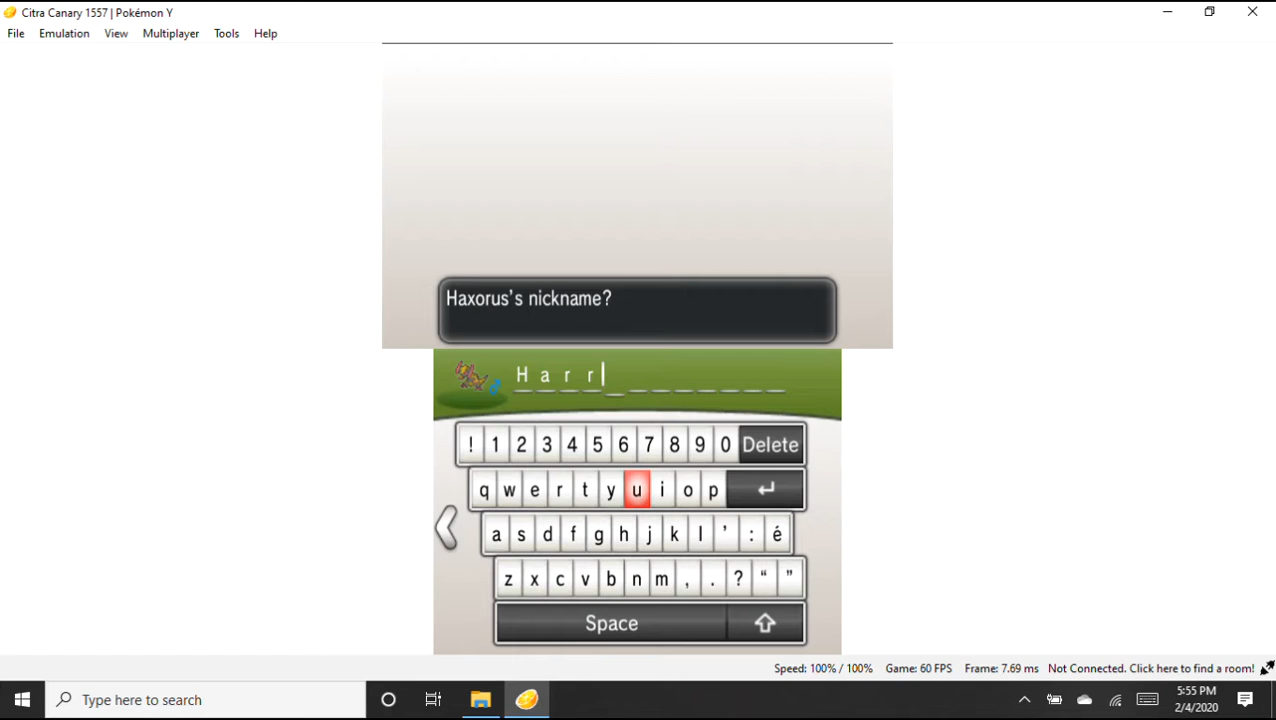 Citra Canary 1557 | Pokémon Y
File Emulation View Multiplayer Tools Help
Haxorus's nickname?
Harr
! 1 2 3 4 5 6 7 8 9 0 Delete
q w e r t y u i o p
a s d f g h j k l ’ : é
z x c v b n m , . ? “ ”
Space
Speed: 100% / 100% Game: 60 FPS Frame: 7.69 ms Not Connected. Click here to find a room!
Type here to search
5:55 PM
2/4/2020